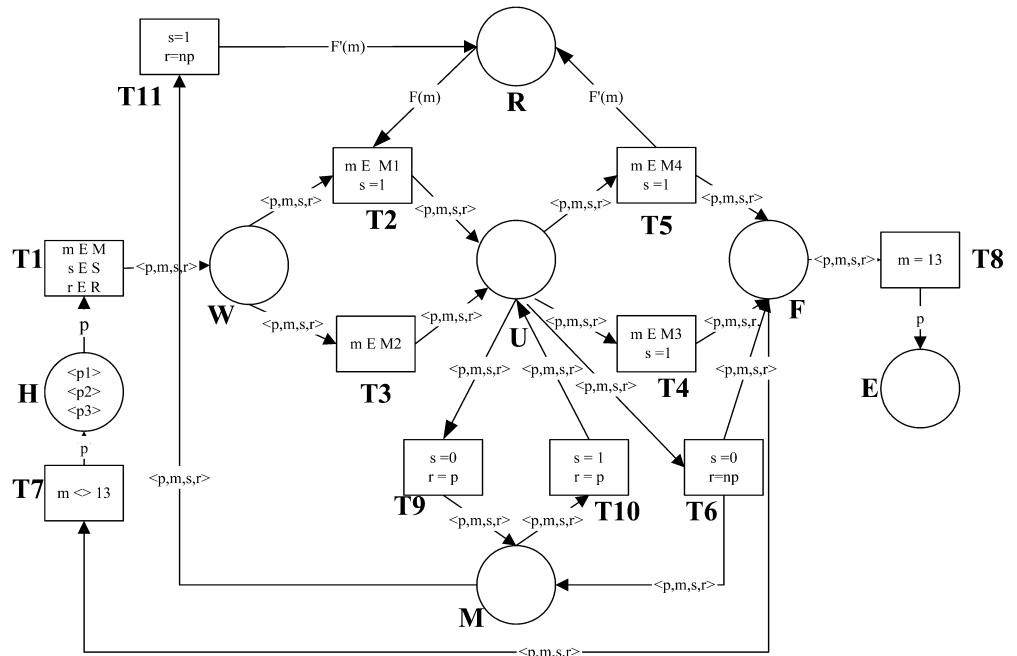 s=1
r=np
T11
F'(m)
R
F(m)
F'(m)
m E M1
s =1
T2
<p,m,s,r>
<p,m,s,r>
m E M4
s =1
T5
<p,m,s,r>
<p,m,s,r>
T1
m E M
s E S
r E R
<p,m,s,r>
W
U
F
<p,m,s,r>
m = 13
T8
p
E
<p,m,s,r>
m E M2
T3
<p,m,s,r>
<p,m,s,r>
m E M3
s =1
T4
<p,m,s,r
p
H
<p1>
<p2>
<p3>
p
T7
m <> 13
<p,m,s,r>
<p,m,s,r>
<p,m,s,r>
<p,m,s,r>
<p,m,s,r>
s =0
r = p
T9
s = 1
r = p
T10
s =0
r=np
T6
<p,m,s,r>
<p,m,s,r>
M
<p,m,s,r>
<p,m,s,r>